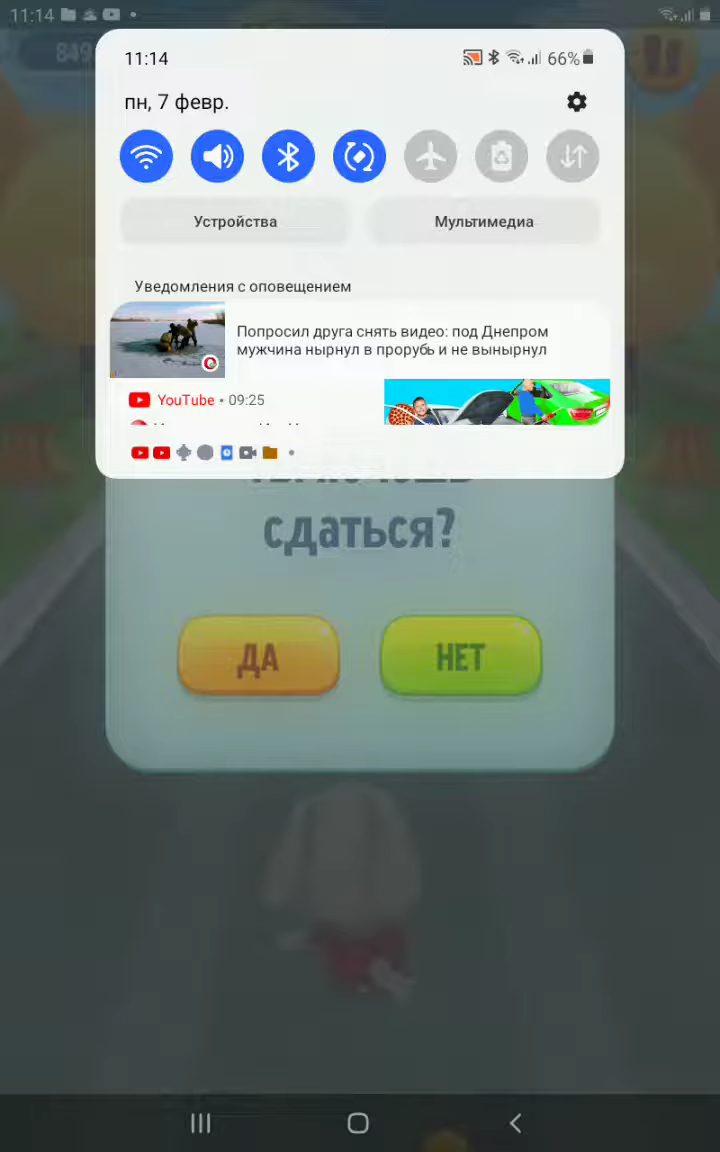 11:14
849
11:14
66%
пн, 7 февр.
Устройства
Мультимедиа
Уведомления с оповещением
Попросил друга снять видео: под Днепром
мужчина нырнул в прорубь и не вынырнул
YouTube • 09:25
сдаться?
ДА
НЕТ